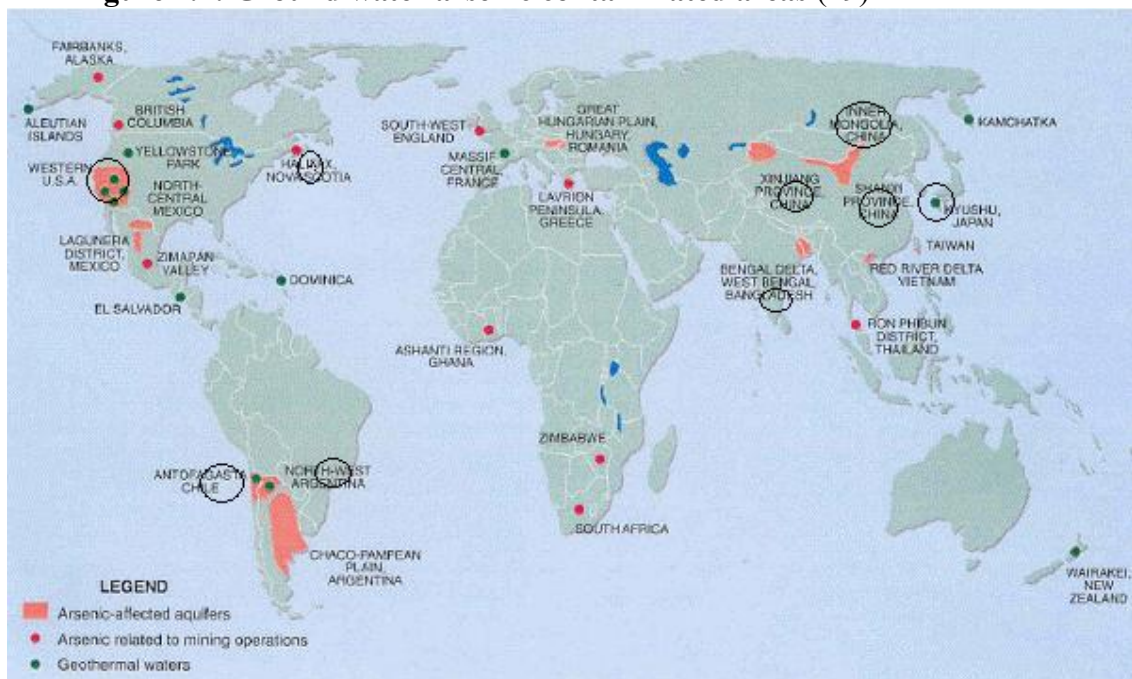 FAIRBANKS,
ALASKA
ALEUTIAN
ISLANDS
BRITISH
COLUMBIA
YELLOWSTONE
PARK
WESTERN
U.S.A.
NORTH-
CENTRAL
MEXICO
LAGUNERA
DISTRICT,
MEXICO
ZIMAPAN
VALLEY
EL SALVADOR
DOMINICA
HALIFAX,
NOVA SCOTIA
SOUTH-WEST
ENGLAND
MASSIF
CENTRAL,
FRANCE
GREAT
HUNGARIAN PLAIN,
HUNGARY,
ROMANIA
LAVRION
PENINSULA,
GREECE
ASHANTI REGION,
GHANA
ZIMBABWE
SOUTH AFRICA
INNER
MONGOLIA,
CHINA
XINJIANG
PROVINCE,
CHINA
PROVINCE,
CHINA
KAMCHATKA
KYUSHU,
JAPAN
TAIWAN
BENGAL DELTA,
WEST BENGAL,
BANGLADESH
RED RIVER DELTA
VIETNAM
RON PHIBUN
DISTRICT,
THAILAND
ANTOFAGASTA
CHILE
NORTH-WEST
ARGENTINA
CHACO-PAMPEAN
PLAIN,
ARGENTINA
WAIRAKEI,
NEW
ZEALAND
LEGEND
Arsenic-affected aquifers
Arsenic related to mining operations
Geothermal waters